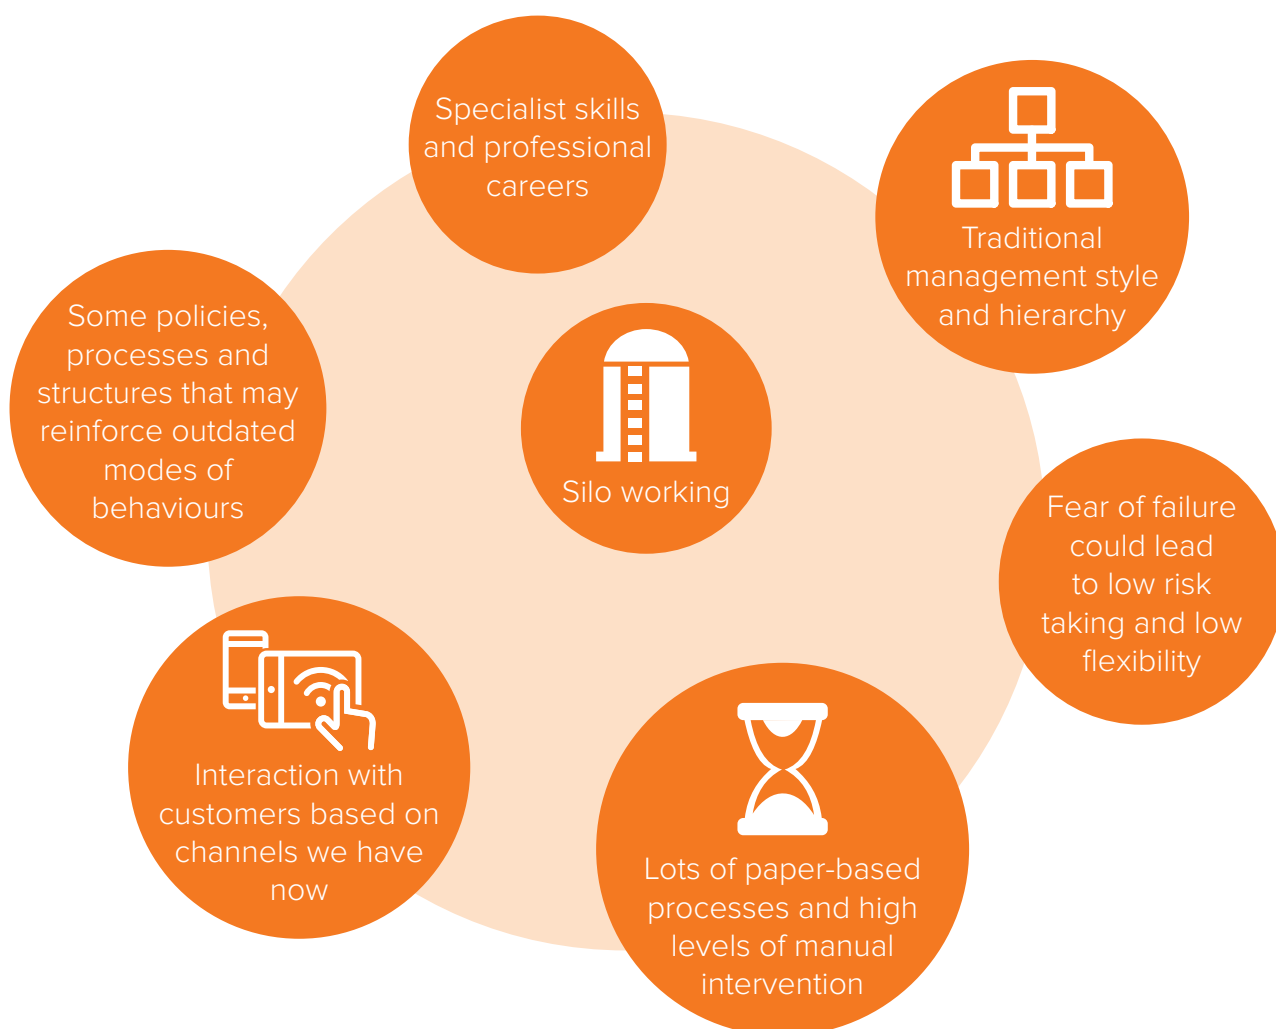 Specialist skills
and professional
careers
Traditional
management style
and hierarchy
Some policies,
processes and
structures that may
reinforce outdated
modes of
behaviours
Silo working
Fear of failure
could lead
to low risk
taking and low
flexibility
Interaction with
customers based on
channels we have
now
Lots of paper-based
processes and high
levels of manual
intervention